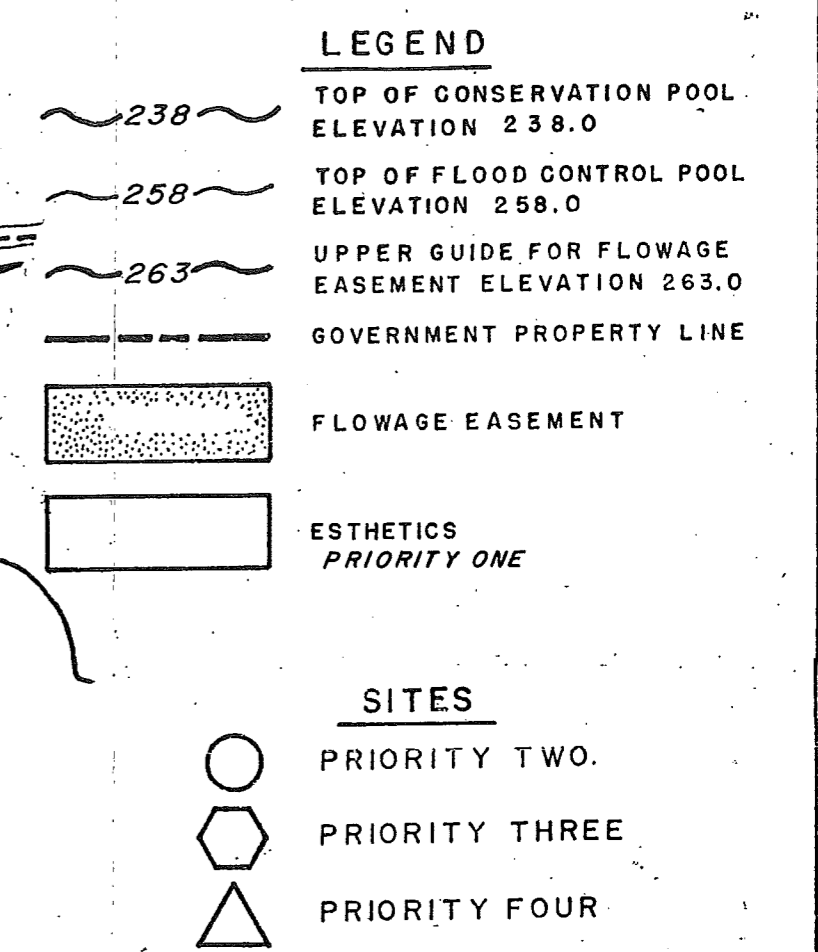 LEGEND
238
TOP OF CONSERVATION POOL
ELEVATION 238.0
258
TOP OF FLOOD CONTROL POOL
ELEVATION 258.0
263
UPPER GUIDE FOR FLOWAGE
EASEMENT ELEVATION 263.0
GOVERNMENT PROPERTY LINE
FLOWAGE EASEMENT
ESTHETICS
PRIORITY ONE
SITES
PRIORITY TWO.
PRIORITY THREE
PRIORITY FOUR